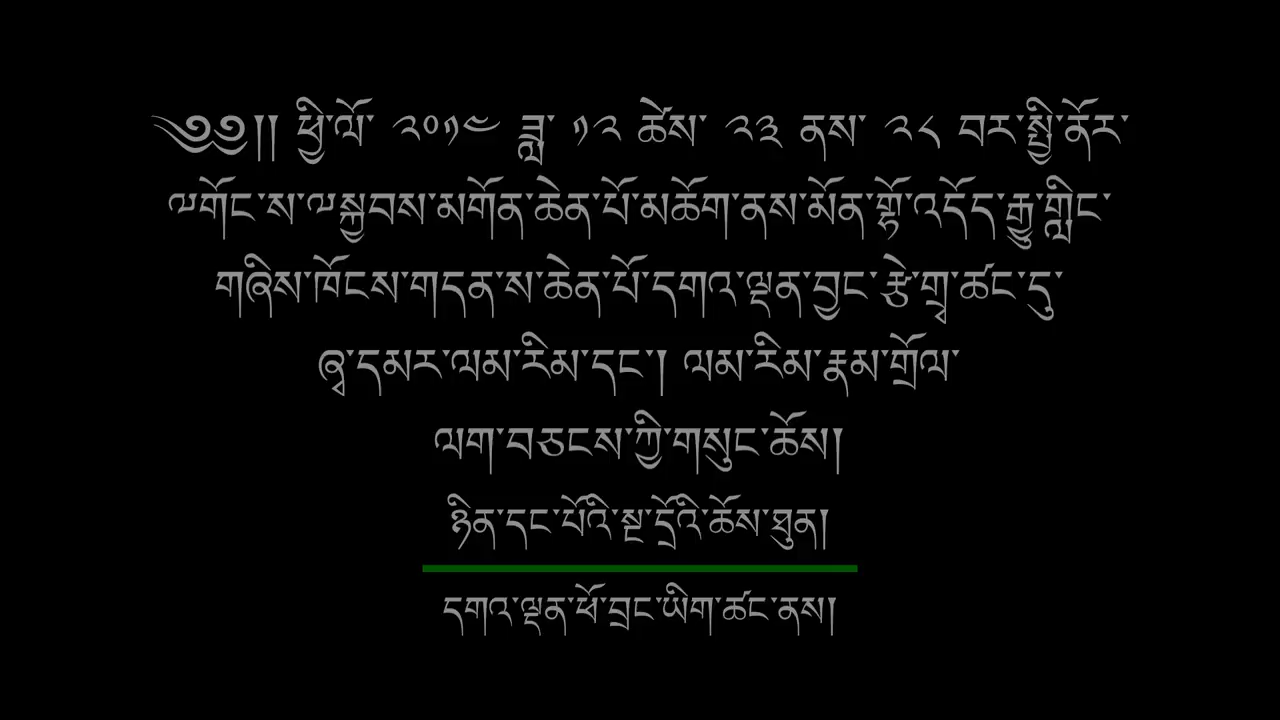 ༄༅།། ཕྱི་ལོ་ ༢༠༡༥ ཟླ་ ༡༢ ཚེས་ ༢༣ ནས་ ༢༨ བར་སྤྱི་ནོར་
༸གོང་ས་༸སྐྱབས་མགོན་ཆེན་པོ་མཆོག་ནས་མོན་གྷོ་འདོད་རྒུ་གླིང་
གཞིས་ཁོངས་གདན་ས་ཆེན་པོ་དགའ་ལྡན་བྱང་རྩེ་གྲྭ་ཚང་དུ་
ཞྭ་དམར་ལམ་རིམ་དང་། ལམ་རིམ་རྣམ་གྲོལ་
ལག་བཅངས་ཀྱི་གསུང་ཆོས།
ཉིན་དང་པོའི་སྔ་དྲོའི་ཆོས་ཐུན།
དགའ་ལྡན་ཕོ་བྲང་ཡིག་ཚང་ནས།